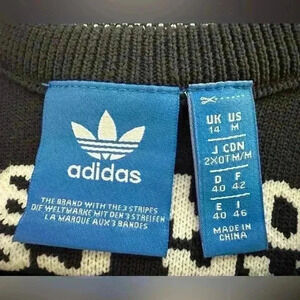 adidas
THE BRAND WITH THE 3 STRIPES
DIE WELTMARKE MIT DEN 3 STREIFEN
LA MARQUE AUX 3 BANDES
UK US
14 M
J CDN
2XOT M/M
D F
40 42
E I
40 46
MADE IN
CHINA